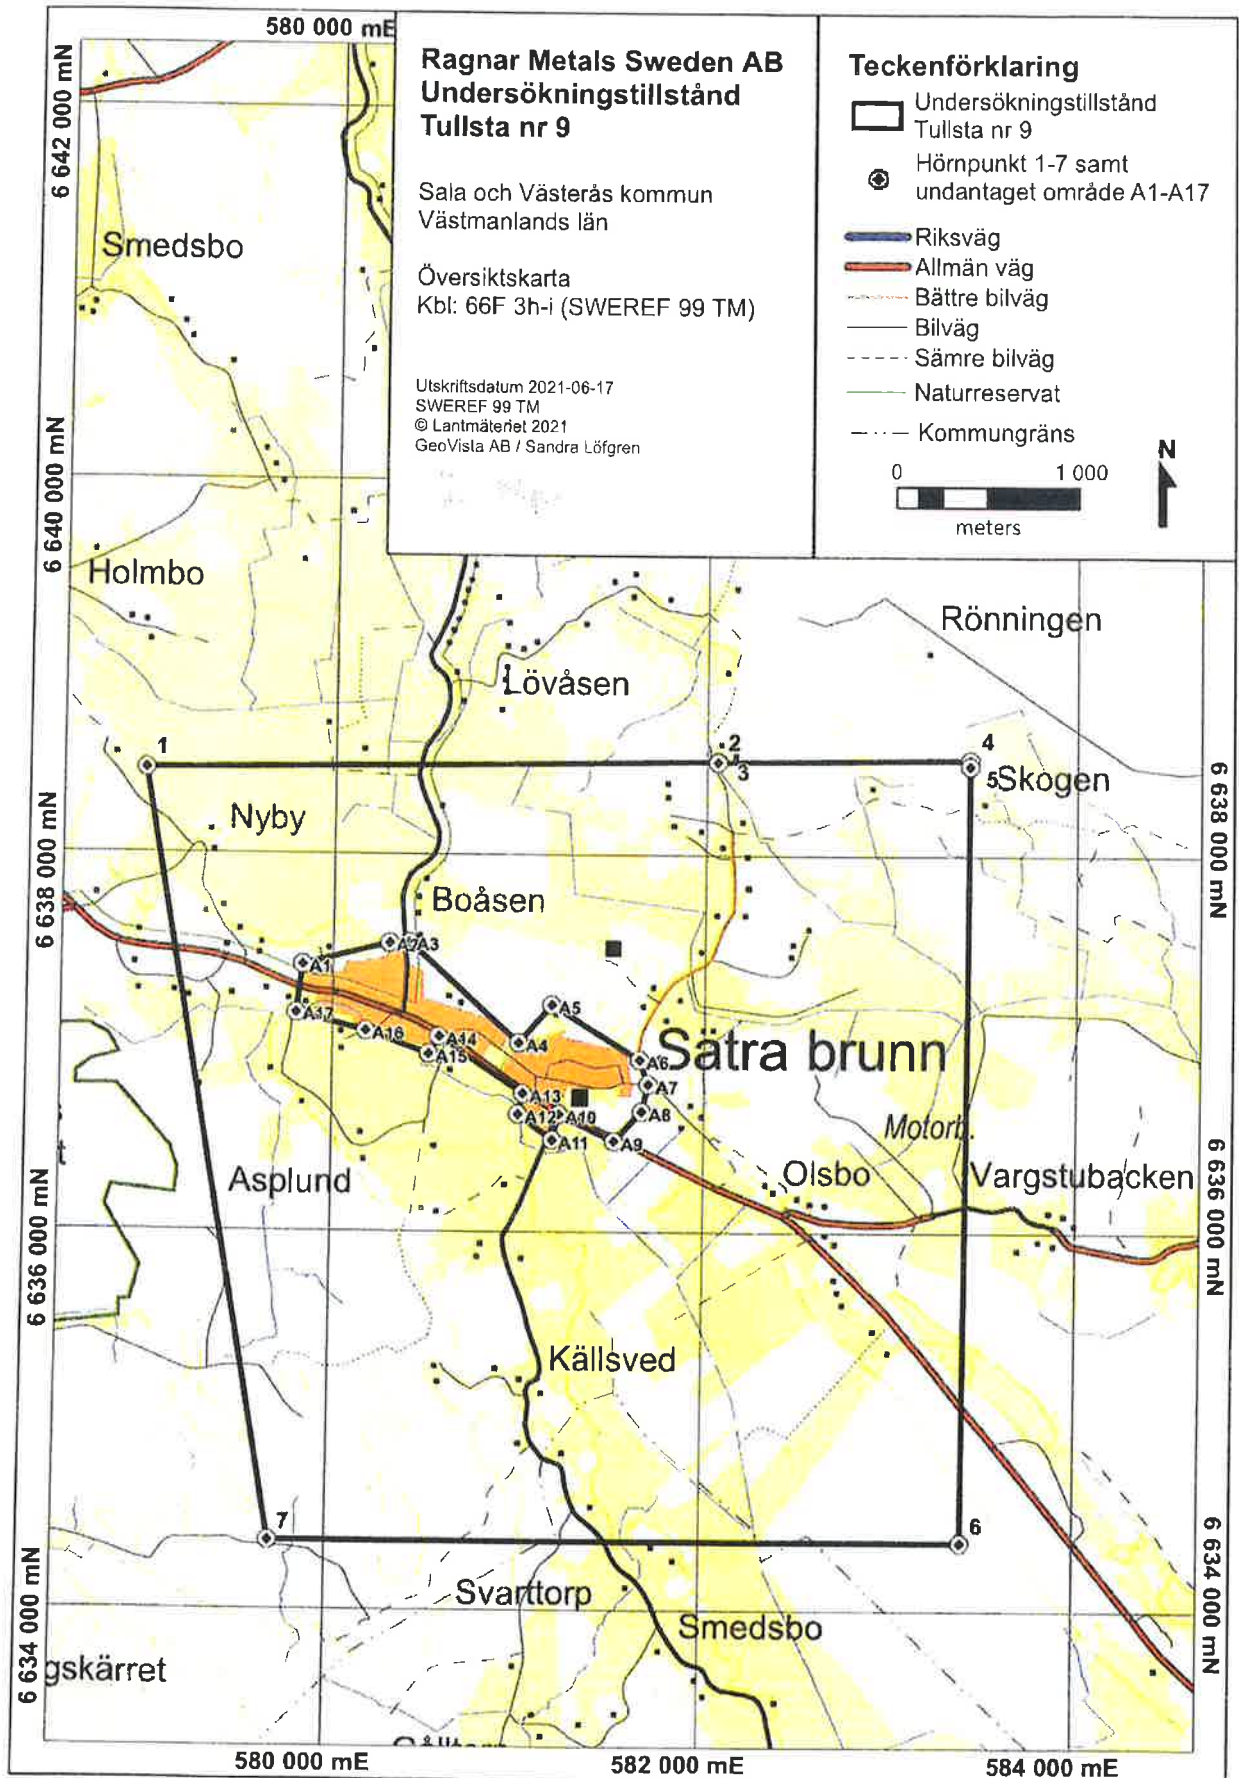 580 000 mE
Ragnar Metals Sweden AB
Undersökningstillstånd
Tullsta nr 9
Sala och Västerås kommun
Västmanlands län
Översiktskarta
Kbl: 66F 3h-i (SWEREF 99 TM)
Utskriftsdatum 2021-06-17
SWEREF 99 TM
© Lantmäteriet 2021
GeoVista AB / Sandra Löfgren
Teckenförklaring
Undersökningstillstånd
Tullsta nr 9
Hörnpunkt 1-7 samt
undantaget område A1-A17
Riksväg
Allmän väg
Bättre bilväg
Bilväg
Sämre bilväg
Naturreservat
Kommungräns
N
0 1 000
meters
6 642 000 mN
Smedsbo
6 640 000 mN
Holmbo
Rönningen
Lövåsen
1
2
3
4
5
Skogen
6 638 000 mN
6 638 000 mN
Nyby
Boåsen
A1
A2
A3
A17
A16
A14
A15
A4
A5
A6
A7
A8
A13
A12
A10
A11
A9
Sätra brunn
Motorb.
t
Asplund
Olsbo
Vargstubacken
6 636 000 mN
6 636 000 mN
Källsved
7
6
6 634 000 mN
6 634 000 mN
Svarttorp
Smedsbo
gskärret
580 000 mE
582 000 mE
584 000 mE